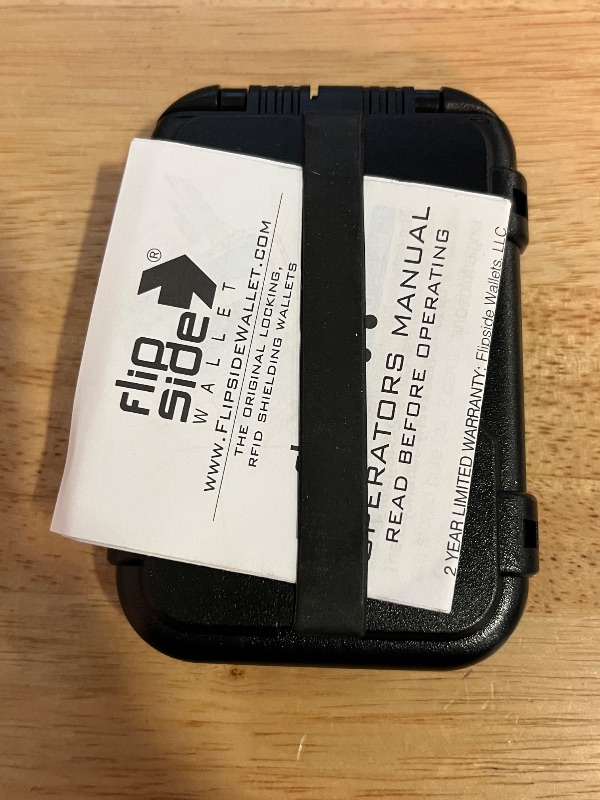 flip
side®
WALLET
www.FlipsideWallet.com
THE ORIGINAL LOCKING,
RFID SHIELDING WALLETS
OPERATORS MANUAL
READ BEFORE OPERATING
2 YEAR LIMITED WARRANTY: Flipside Wallets, LLC